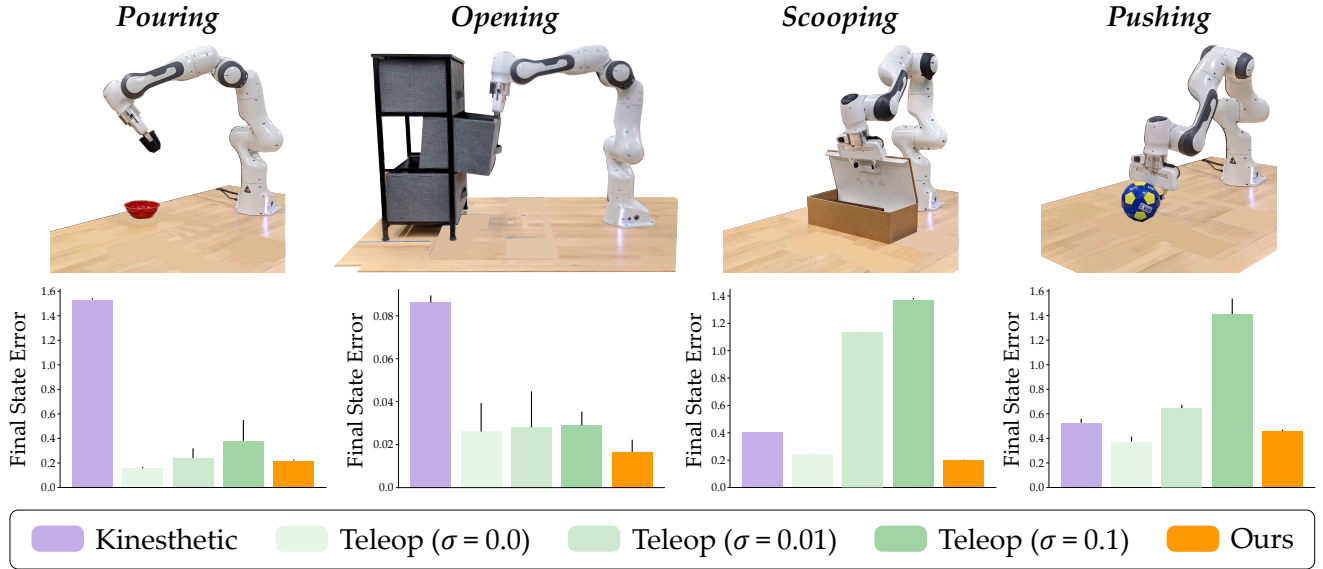 Pouring
Opening
Scooping
Pushing
Final State Error
1.6
1.4
1.2
1.0
0.8
0.6
0.4
0.2
0.0
Final State Error
0.08
0.06
0.04
0.02
0.00
Final State Error
1.4
1.2
1.0
0.8
0.6
0.4
0.2
0.0
Final State Error
1.6
1.4
1.2
1.0
0.8
0.6
0.4
0.2
0.0
Kinesthetic
Teleop (σ = 0.0)
Teleop (σ = 0.01)
Teleop (σ = 0.1)
Ours